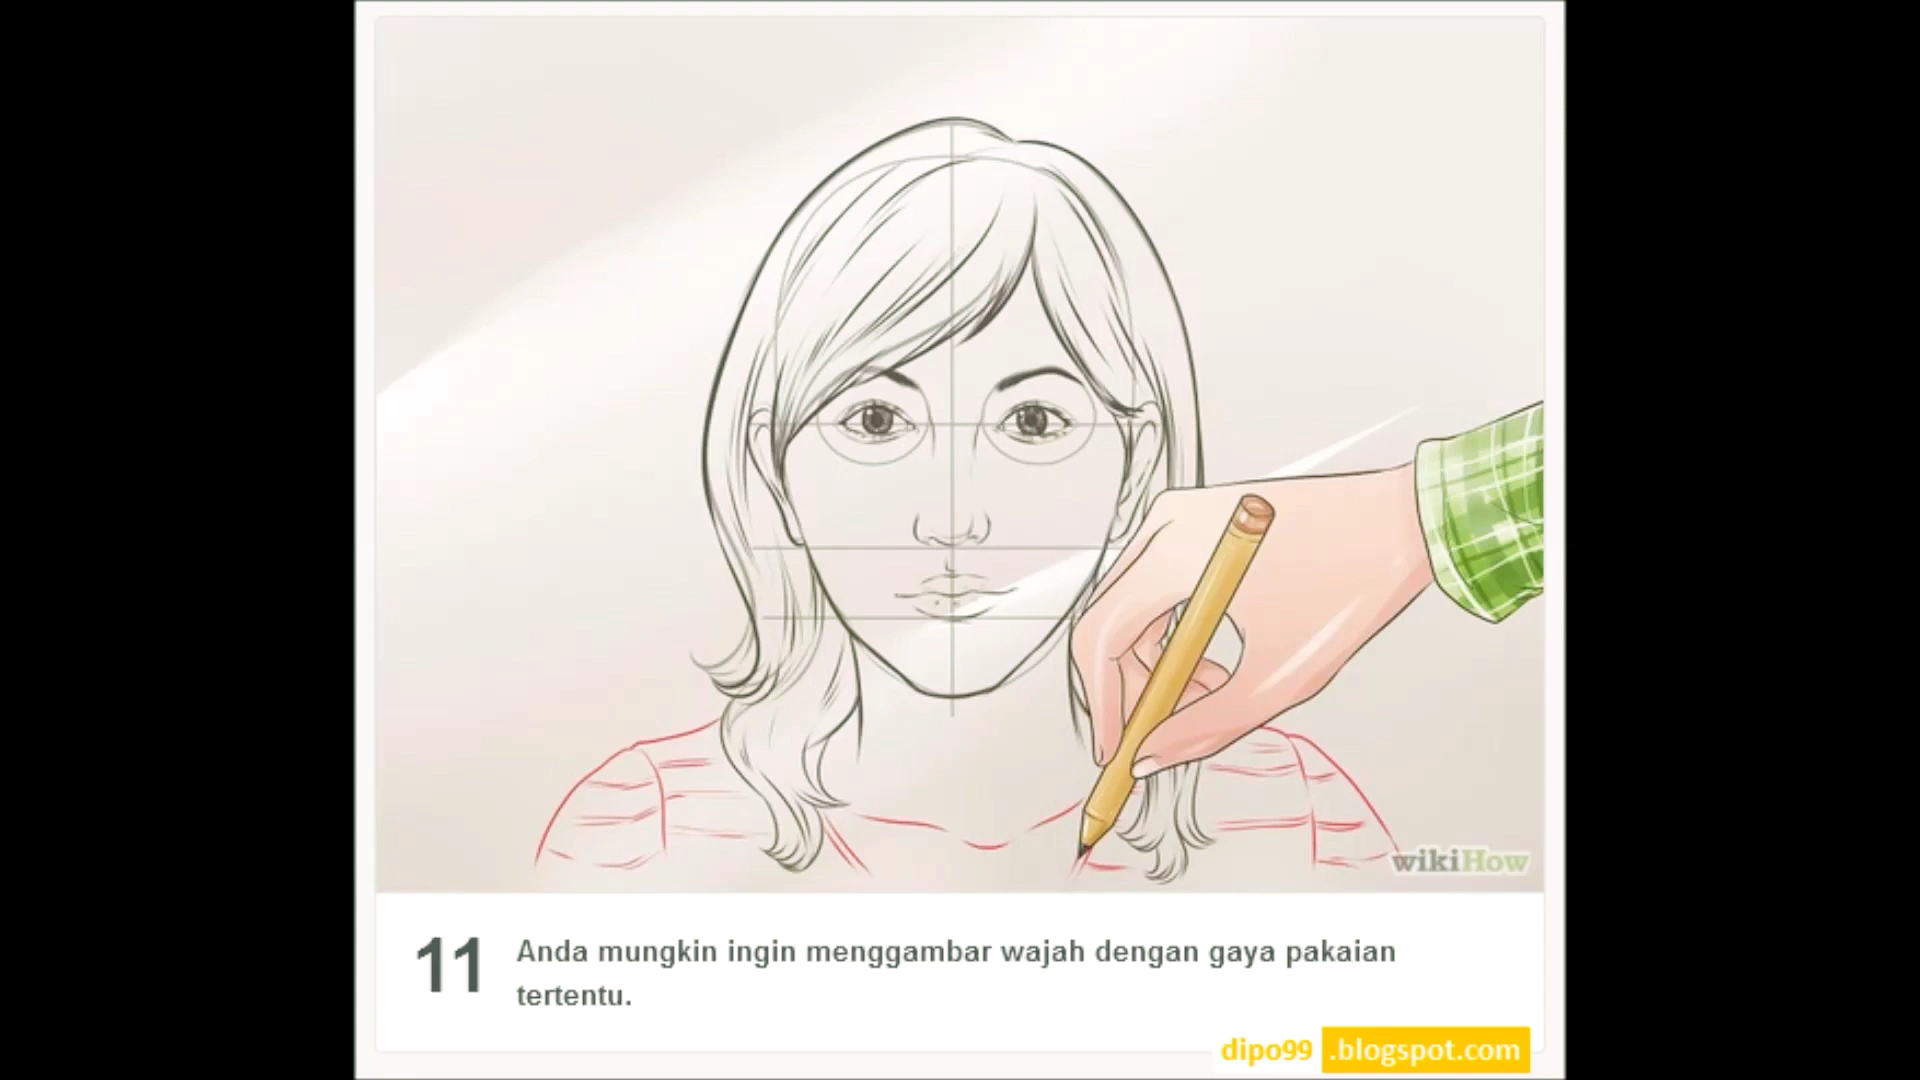 wikiHow
11 Anda mungkin ingin menggambar wajah dengan gaya pakaian
tertentu.
dipo99 .blogspot.com